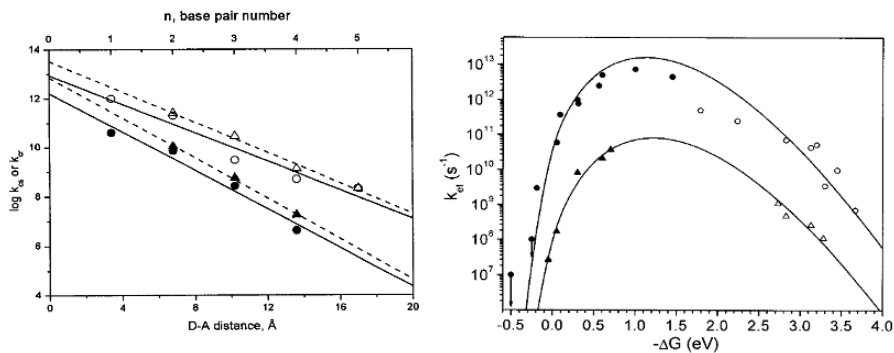 n, base pair number
0 1 2 3 4 5
14
12
10
8
6
4
log k_cs or k_cr
0 4 8 12 16 20
D-A distance, Å
10^13
10^12
10^11
10^10
10^9
10^8
10^7
k_et (s^-1)
-0.5 0.0 0.5 1.0 1.5 2.0 2.5 3.0 3.5 4.0
-ΔG (eV)